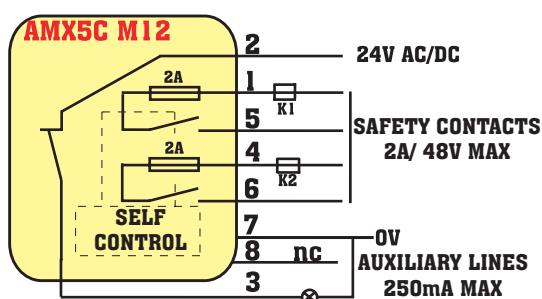 AMX5C M12
2
24V AC/DC
2A
1
K1
5
SAFETY CONTACTS
2A/ 48V MAX
2A
4
K2
6
SELF
CONTROL
7
0V
8
nc
AUXILIARY LINES
250mA MAX
3